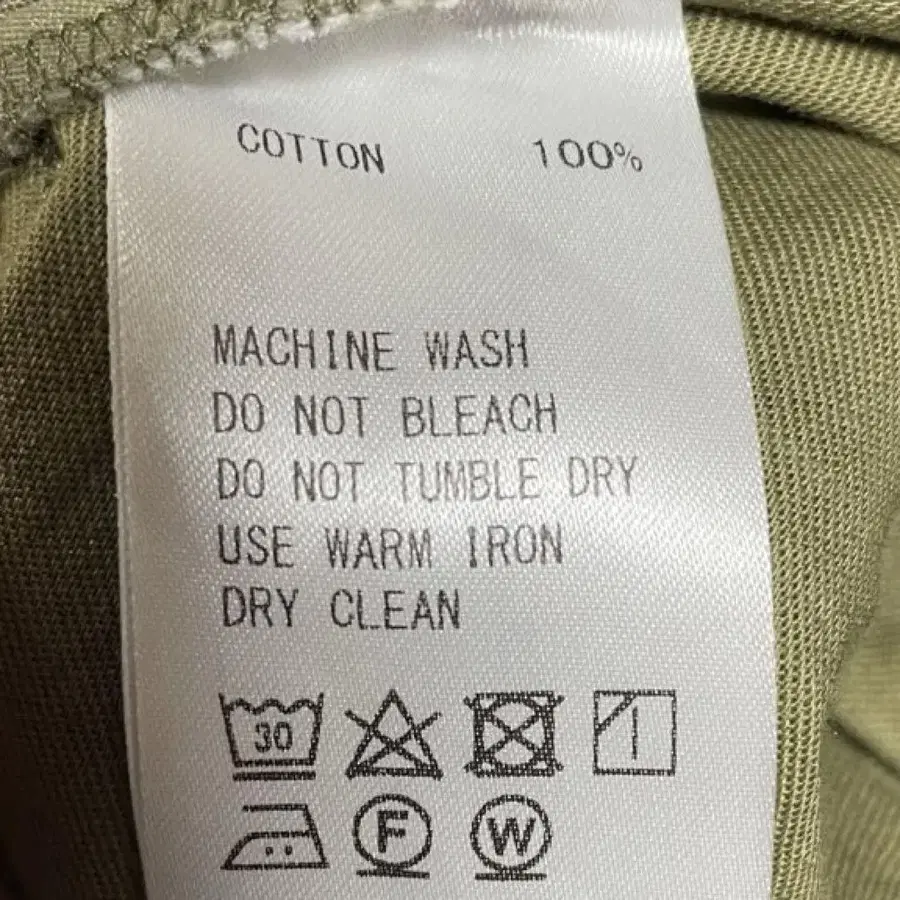 COTTON 100%
MACHINE WASH
DO NOT BLEACH
DO NOT TUMBLE DRY
USE WARM IRON
DRY CLEAN
30
F W